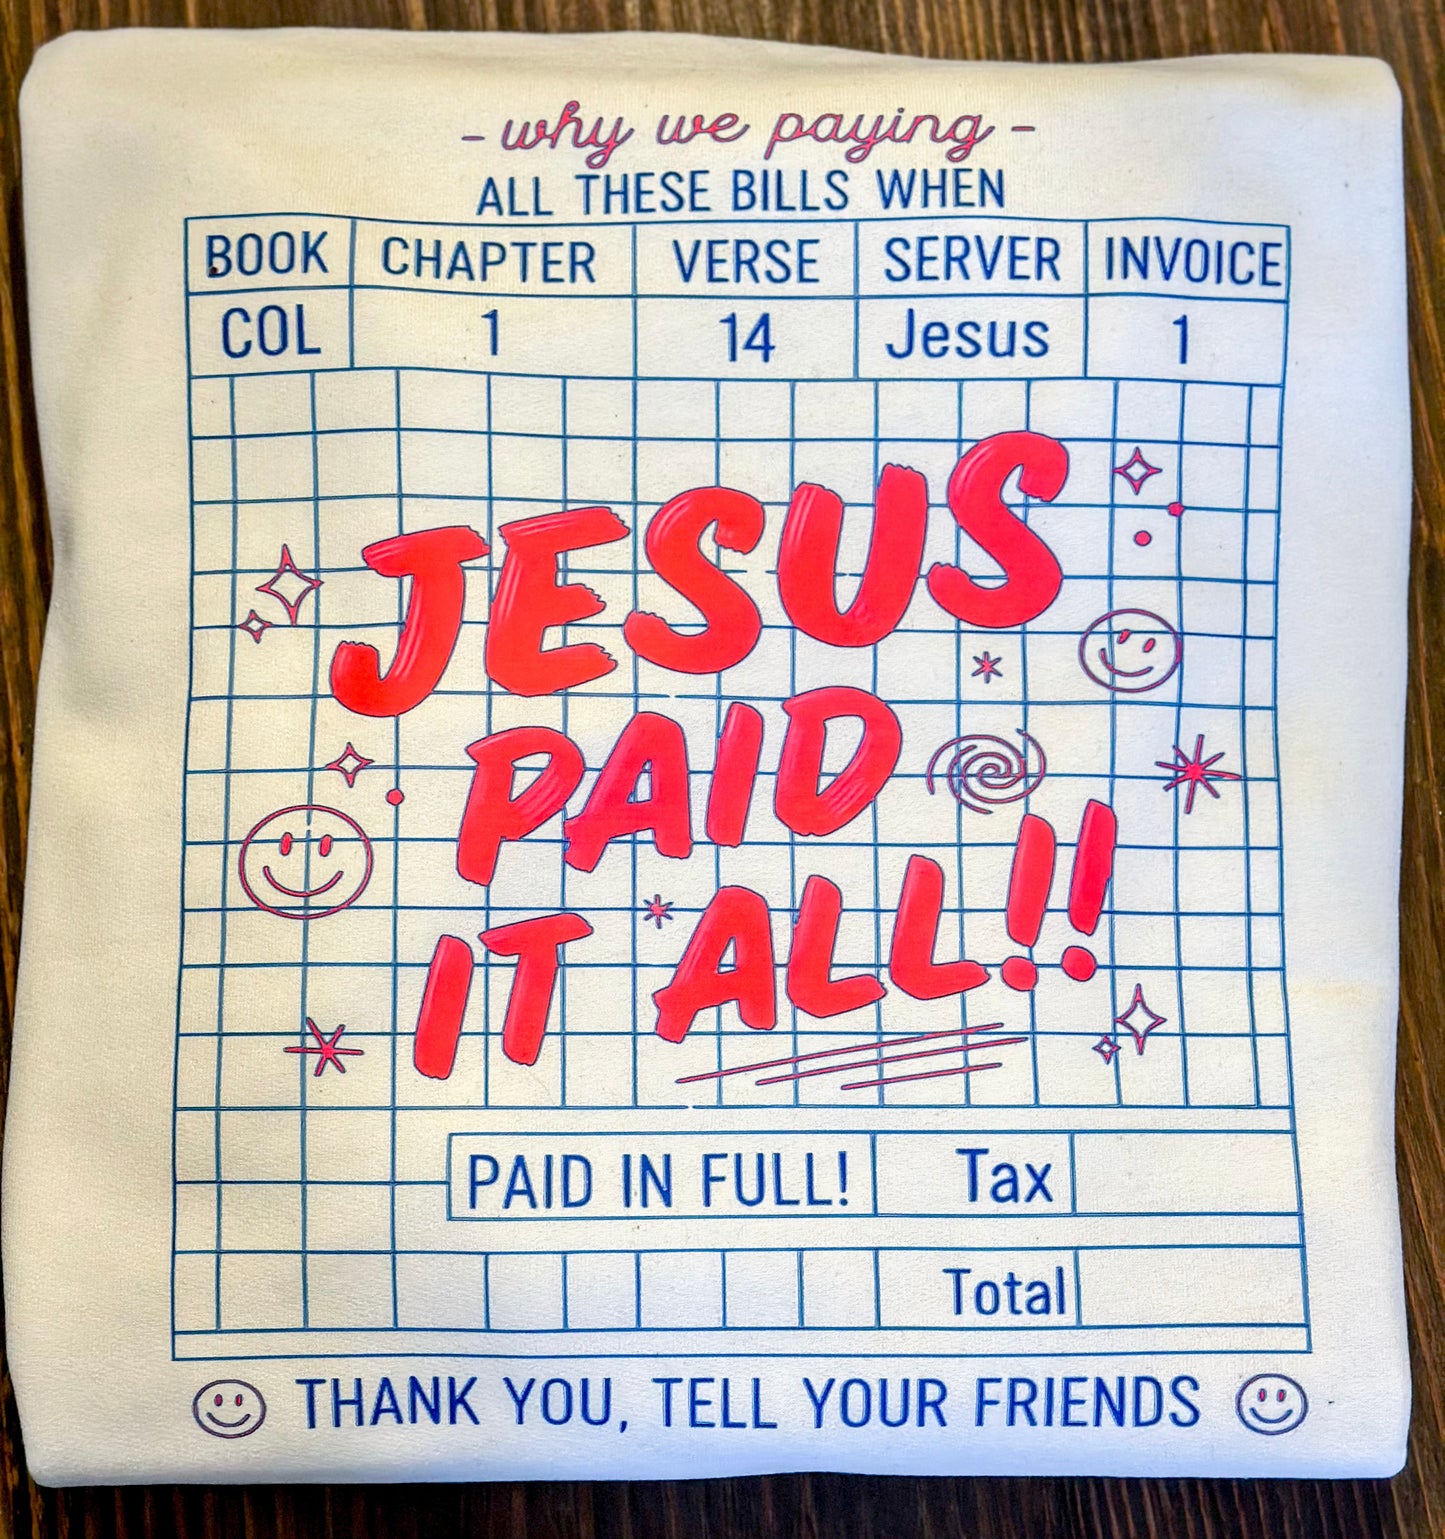 - why we paying -
ALL THESE BILLS WHEN
BOOK CHAPTER VERSE SERVER INVOICE
COL 1 14 Jesus 1
JESUS
PAID
IT ALL!!
PAID IN FULL! Tax
Total
THANK YOU, TELL YOUR FRIENDS